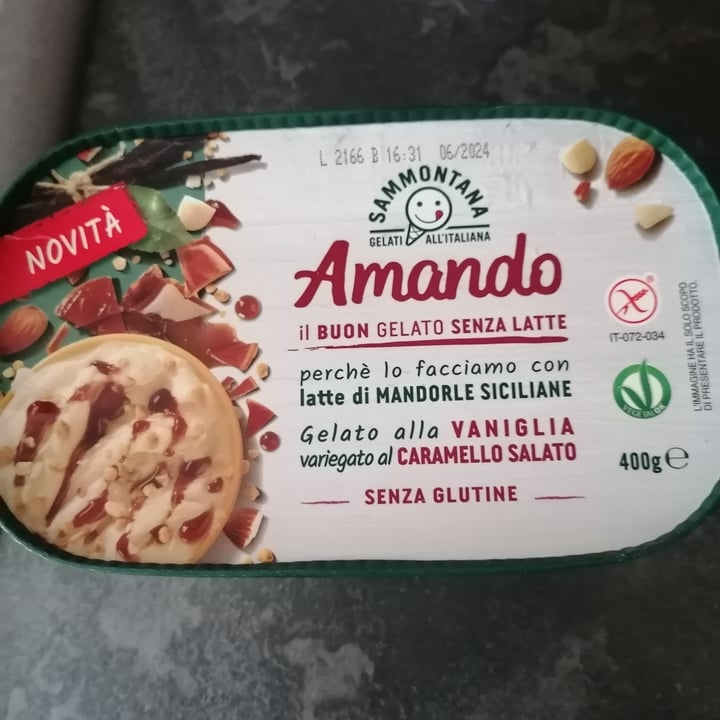 L 2166 B 16:31 06/2024
SAMMONTANA
GELATI ALL'ITALIANA
NOVITÀ
Amando
il BUON GELATO SENZA LATTE
perchè lo facciamo con
latte di MANDORLE SICILIANE
Gelato alla VANIGLIA
variegato al CARAMELLO SALATO
SENZA GLUTINE
IT-072-034
VEGETALOK
400g e
L'IMMAGINE HA IL SOLO SCOPO
DI PRESENTARE IL PRODOTTO.